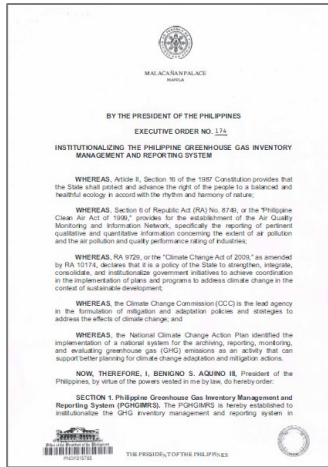 MALACAÑAN PALACE
MANILA
BY THE PRESIDENT OF THE PHILIPPINES
EXECUTIVE ORDER NO. 174
INSTITUTIONALIZING THE PHILIPPINE GREENHOUSE GAS INVENTORY
MANAGEMENT AND REPORTING SYSTEM
WHEREAS, Article II, Section 16 of the 1987 Constitution provides that
the State shall protect and advance the right of the people to a balanced and
healthful ecology in accord with the rhythm and harmony of nature;
WHEREAS, Section 6 of Republic Act (RA) No. 8749, or the "Philippine
Clean Air Act of 1999," provides for the establishment of the Air Quality
Monitoring and Information Network, specifically the reporting of pertinent
qualitative and quantitative information concerning the extent of air pollution
and the air pollution and quality performance rating of industries;
WHEREAS, RA 9729, or the "Climate Change Act of 2009," as amended
by RA 10174, declares that it is a policy of the State to strengthen, integrate,
consolidate, and institutionalize government initiatives to achieve coordination
in the implementation of plans and programs to address climate change in the
context of sustainable development;
WHEREAS, the Climate Change Commission (CCC) is the lead agency
in the formulation of mitigation and adaptation policies and strategies to
address the effects of climate change; and
WHEREAS, the National Climate Change Action Plan identified the
implementation of a national system for the archiving, reporting, monitoring,
and evaluating greenhouse gas (GHG) emissions as an activity that can
support better planning for climate change adaptation and mitigation actions.
NOW, THEREFORE, I, BENIGNO S. AQUINO III, President of the
Philippines, by virtue of the powers vested in me by law, do hereby order:
SECTION 1. Philippine Greenhouse Gas Inventory Management and
Reporting System (PGHGIMRS). The PGHGIMRS is hereby established to
institutionalize the GHG inventory management and reporting system in
THE PRESIDENT OF THE PHILIPPINES